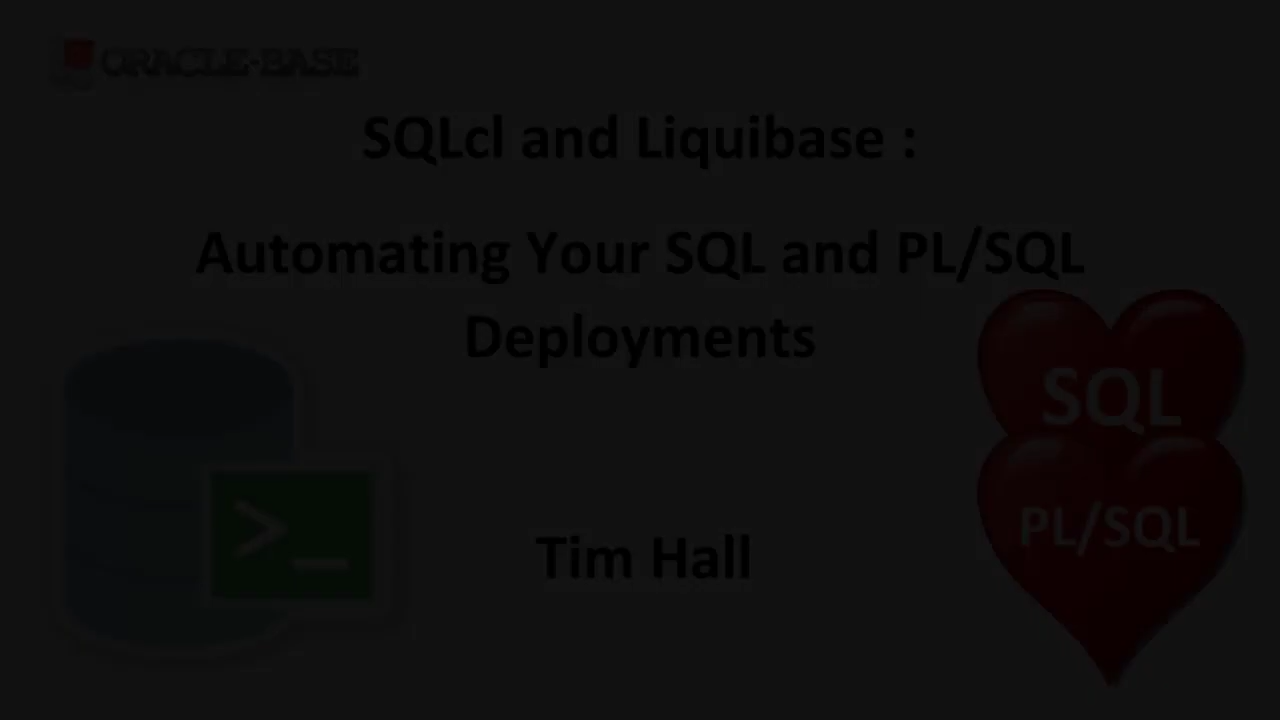 ORACLE-BASE
SQLcl and Liquibase :
Automating Your SQL and PL/SQL
Deployments
SQL
PL/SQL
>_
Tim Hall